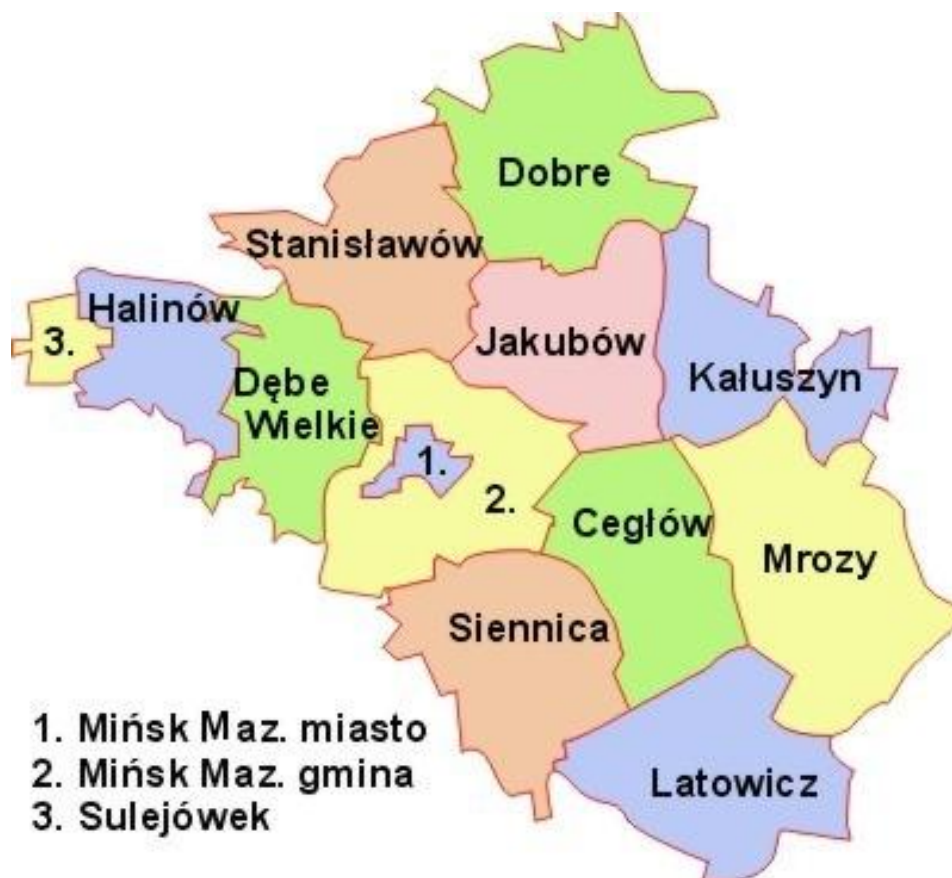 Dobre
Stanisławów
Halinów
3.
Jakubów
Kałuszyn
Dębe
Wielkie
1.
2.
Cegłów
Mrozy
Siennica
Latowicz
1. Mińsk Maz. miasto
2. Mińsk Maz. gmina
3. Sulejówek